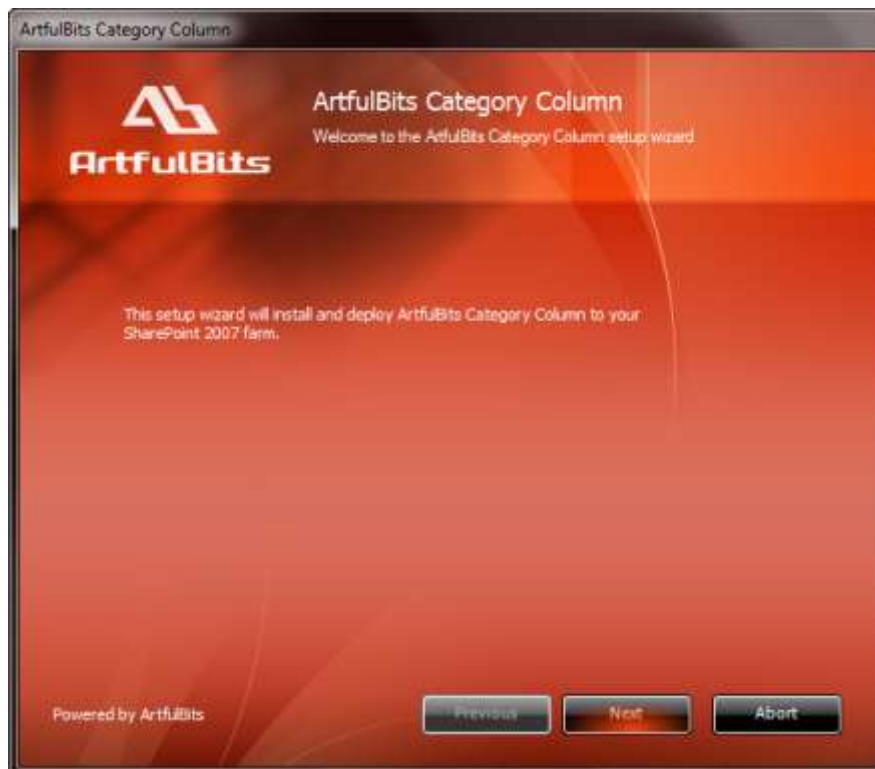 ArtfulBits Category Column
ArtfulBits
ArtfulBits Category Column
Welcome to the ArtfulBits Category Column setup wizard
This setup wizard will install and deploy ArtfulBits Category Column to your
SharePoint 2007 farm.
Powered by ArtfulBits
Previous
Next
Abort